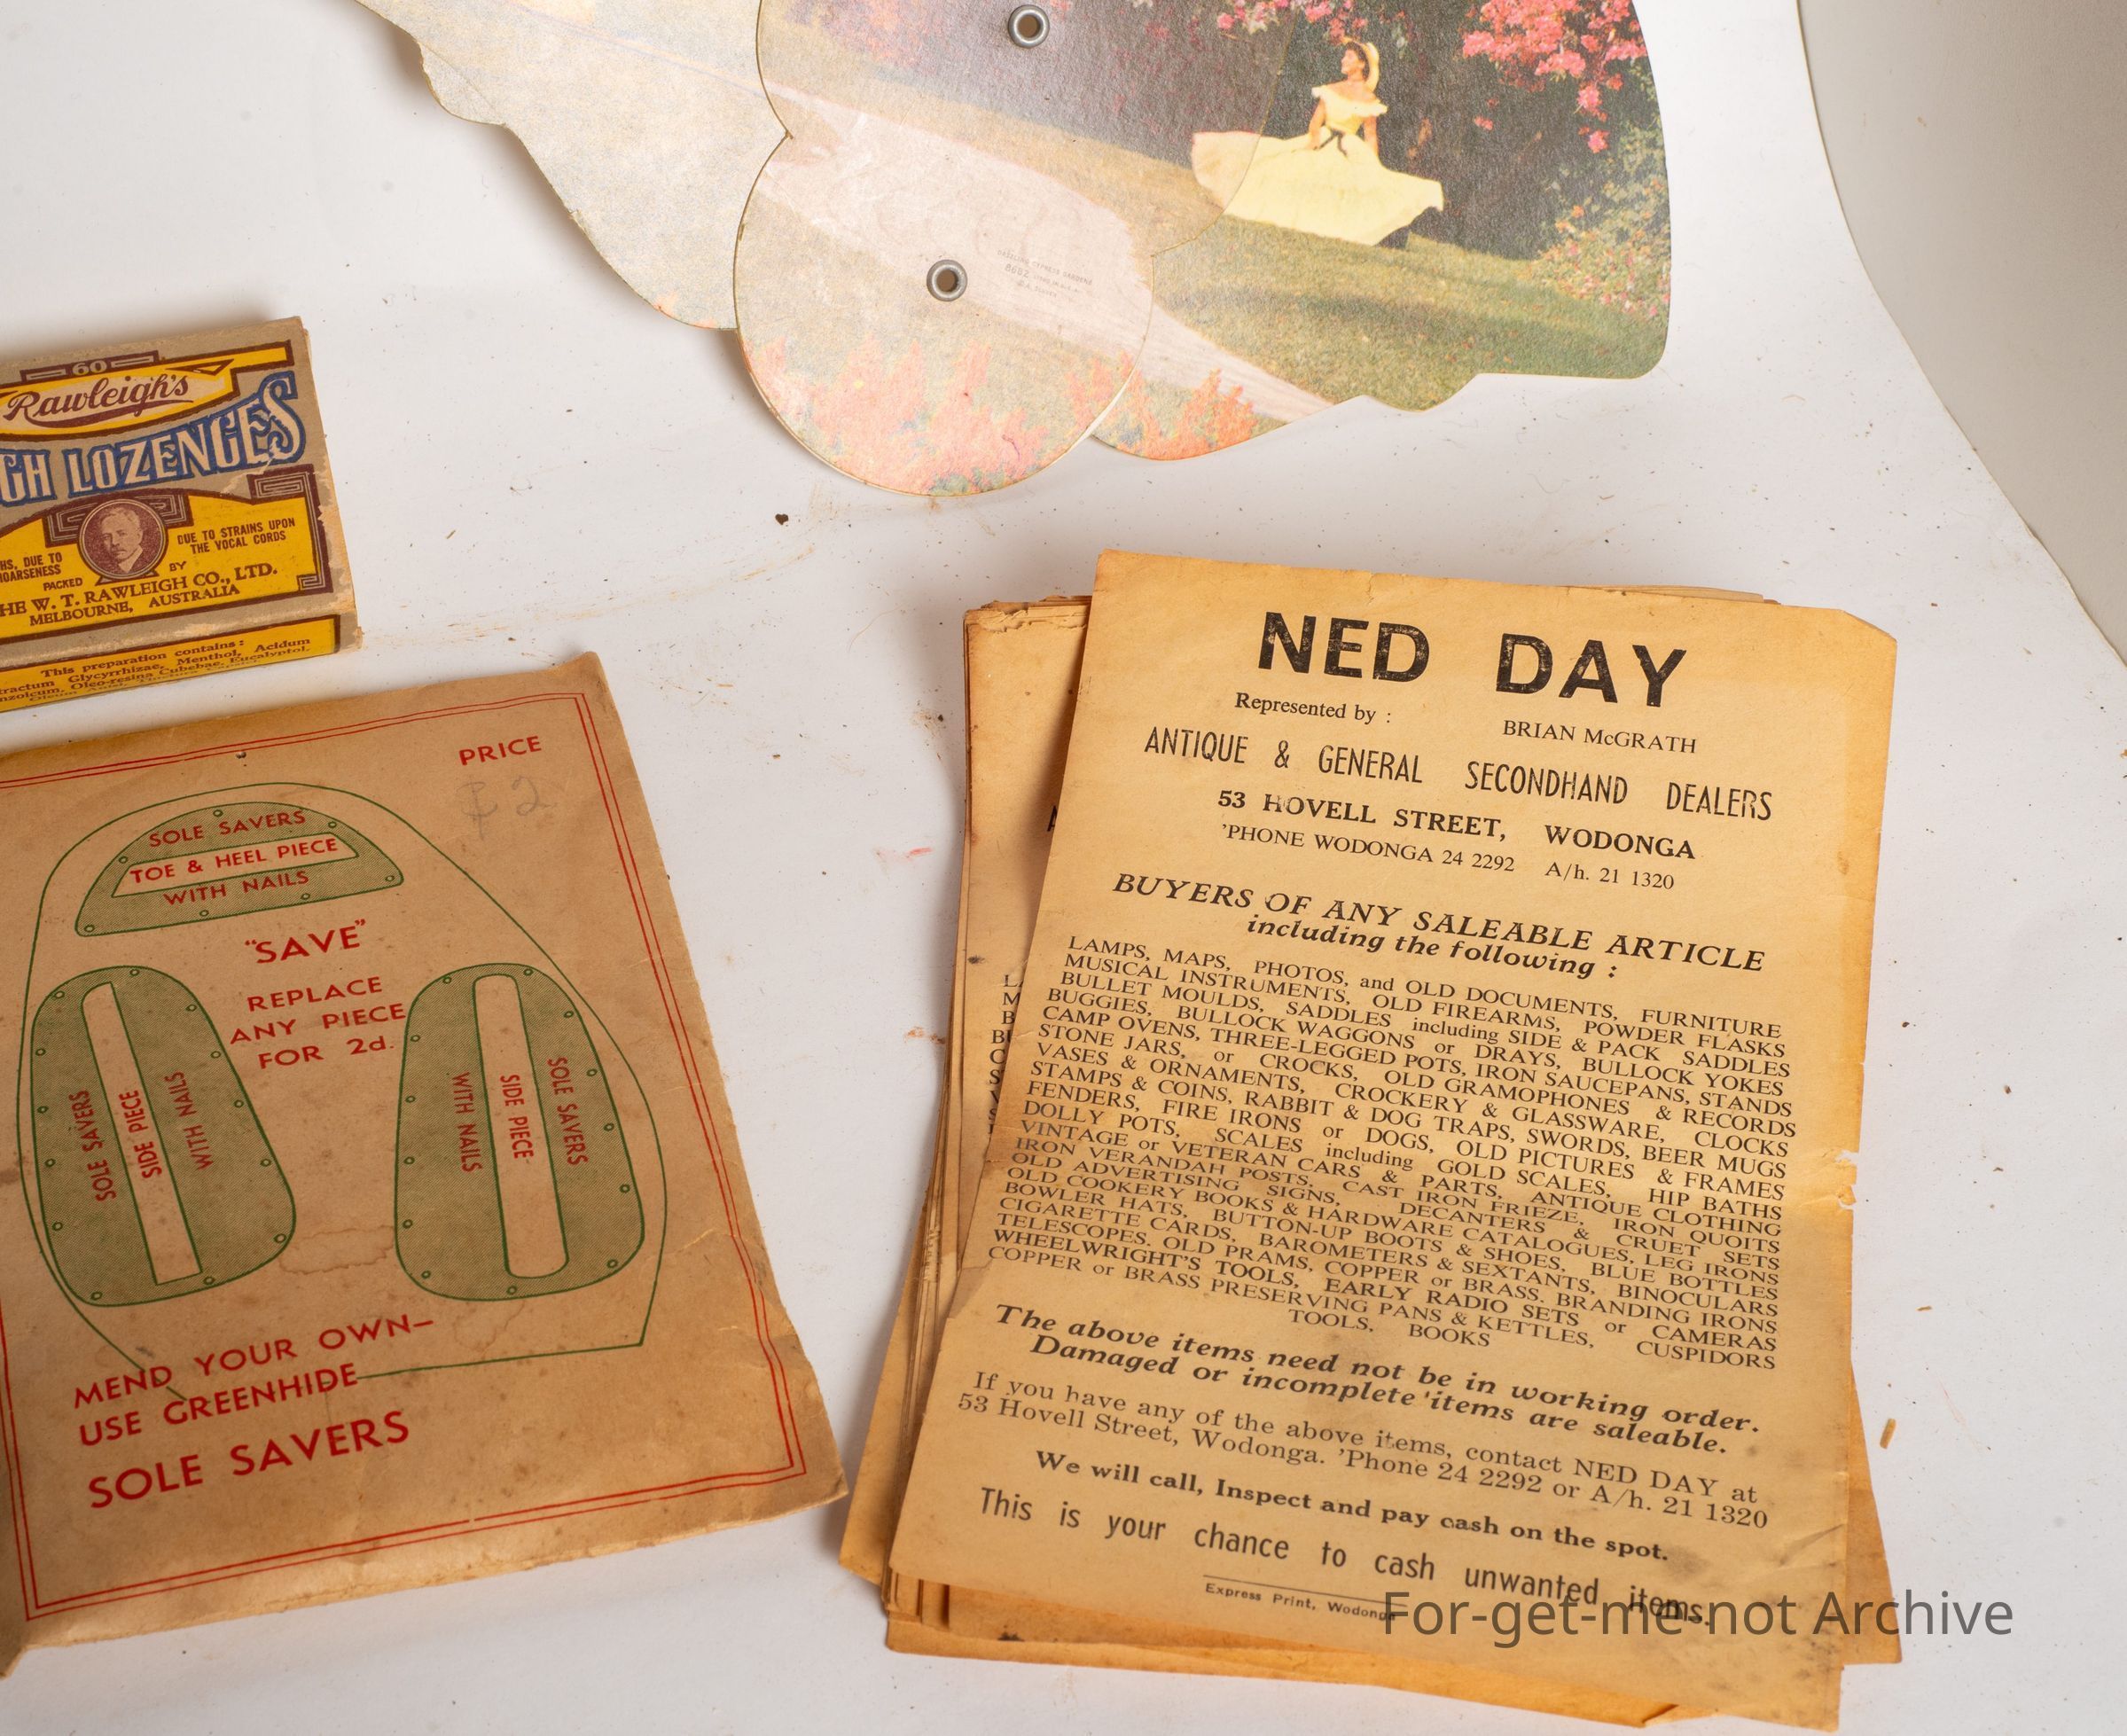 60
Rawleigh's
GH LOZENGES
HS, DUE TO
HOARSENESS
DUE TO STRAINS UPON
THE VOCAL CORDS
PACKED BY
THE W. T. RAWLEIGH CO., LTD.
MELBOURNE, AUSTRALIA
This preparation contains:
tractum Glycyrrhizae, Menthol, Acidum
nzoicum, Oleo-resina Cubebae, Eucalyptol,
PRICE
$2
SOLE SAVERS
TOE & HEEL PIECE
WITH NAILS
"SAVE"
REPLACE
ANY PIECE
FOR 2d.
SOLE SAVERS
SIDE PIECE
WITH NAILS
WITH NAILS
SIDE PIECE
SOLE SAVERS
MEND YOUR OWN—
USE GREENHIDE
SOLE SAVERS
8602
NED DAY
Represented by : BRIAN McGRATH
ANTIQUE & GENERAL SECONDHAND DEALERS
53 HOVELL STREET, WODONGA
'PHONE WODONGA 24 2292 A/h. 21 1320
BUYERS OF ANY SALEABLE ARTICLE
including the following :
LAMPS, MAPS, PHOTOS, and OLD DOCUMENTS, FURNITURE
MUSICAL INSTRUMENTS, OLD FIREARMS, POWDER FLASKS
BULLET MOULDS, SADDLES including SIDE & PACK SADDLES
BUGGIES, BULLOCK WAGGONS or DRAYS, BULLOCK YOKES
CAMP OVENS, THREE-LEGGED POTS, IRON SAUCEPANS, STANDS
STONE JARS, or CROCKS, OLD GRAMOPHONES & RECORDS
VASES & ORNAMENTS, CROCKERY & GLASSWARE, CLOCKS
STAMPS & COINS, RABBIT & DOG TRAPS, SWORDS, BEER MUGS
FENDERS, FIRE IRONS or DOGS, OLD PICTURES & FRAMES
DOLLY POTS, SCALES including GOLD SCALES, HIP BATHS
VINTAGE or VETERAN CARS & PARTS, ANTIQUE CLOTHING
IRON VERANDAH POSTS, CAST IRON FRIEZE, IRON QUOITS
OLD ADVERTISING SIGNS, DECANTERS & CRUET SETS
OLD COOKERY BOOKS & HARDWARE CATALOGUES, LEG IRONS
BOWLER HATS, BUTTON-UP BOOTS & SHOES, BLUE BOTTLES
CIGARETTE CARDS, BAROMETERS & SEXTANTS, BINOCULARS
TELESCOPES, OLD PRAMS, COPPER or BRASS. BRANDING IRONS
WHEELWRIGHT'S TOOLS, EARLY RADIO SETS or CAMERAS
COPPER or BRASS PRESERVING PANS & KETTLES, CUSPIDORS
TOOLS, BOOKS
The above items need not be in working order.
Damaged or incomplete items are saleable.
If you have any of the above items, contact NED DAY at
53 Hovell Street, Wodonga. 'Phone 24 2292 or A/h. 21 1320
We will call, Inspect and pay cash on the spot.
This is your chance to cash unwanted items.
Express Print, Wodonga
For-get-me-not Archive